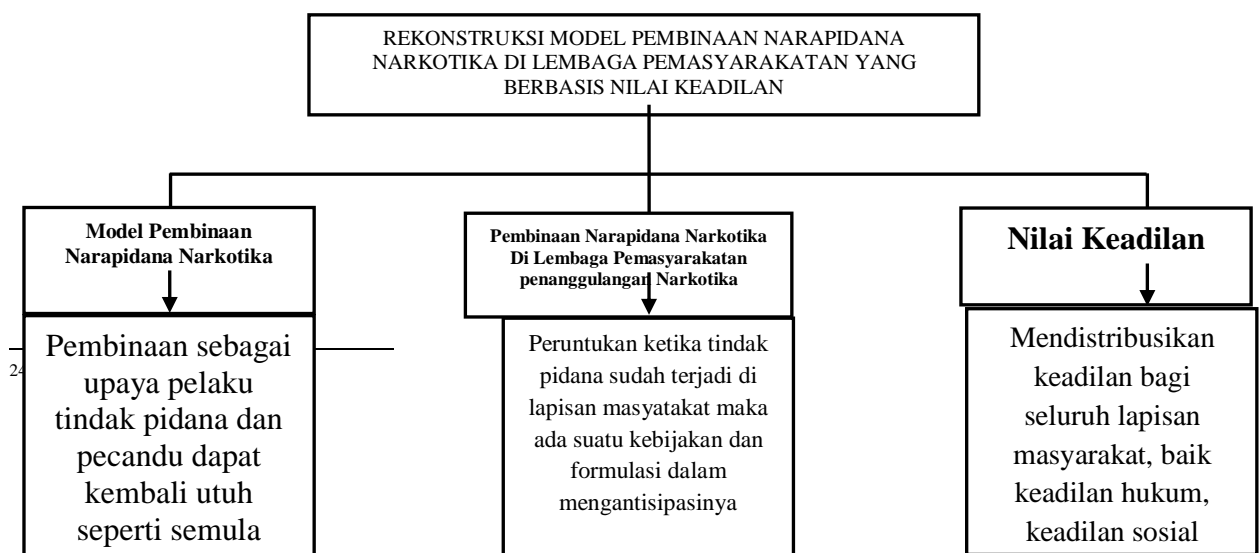 REKONSTRUKSI MODEL PEMBINAAN NARAPIDANA
NARKOTIKA DI LEMBAGA PEMASYARAKATAN YANG
BERBASIS NILAI KEADILAN
Model Pembinaan
Narapidana Narkotika
Pembinaan sebagai
upaya pelaku
tindak pidana dan
pecandu dapat
kembali utuh
seperti semula
24
Pembinaan Narapidana Narkotika
Di Lembaga Pemasyarakatan
penanggulangan Narkotika
Peruntukan ketika tindak
pidana sudah terjadi di
lapisan masyatakat maka
ada suatu kebijakan dan
formulasi dalam
mengantisipasinya
Nilai Keadilan
Mendistribusikan
keadilan bagi
seluruh lapisan
masyarakat, baik
keadilan hukum,
keadilan sosial